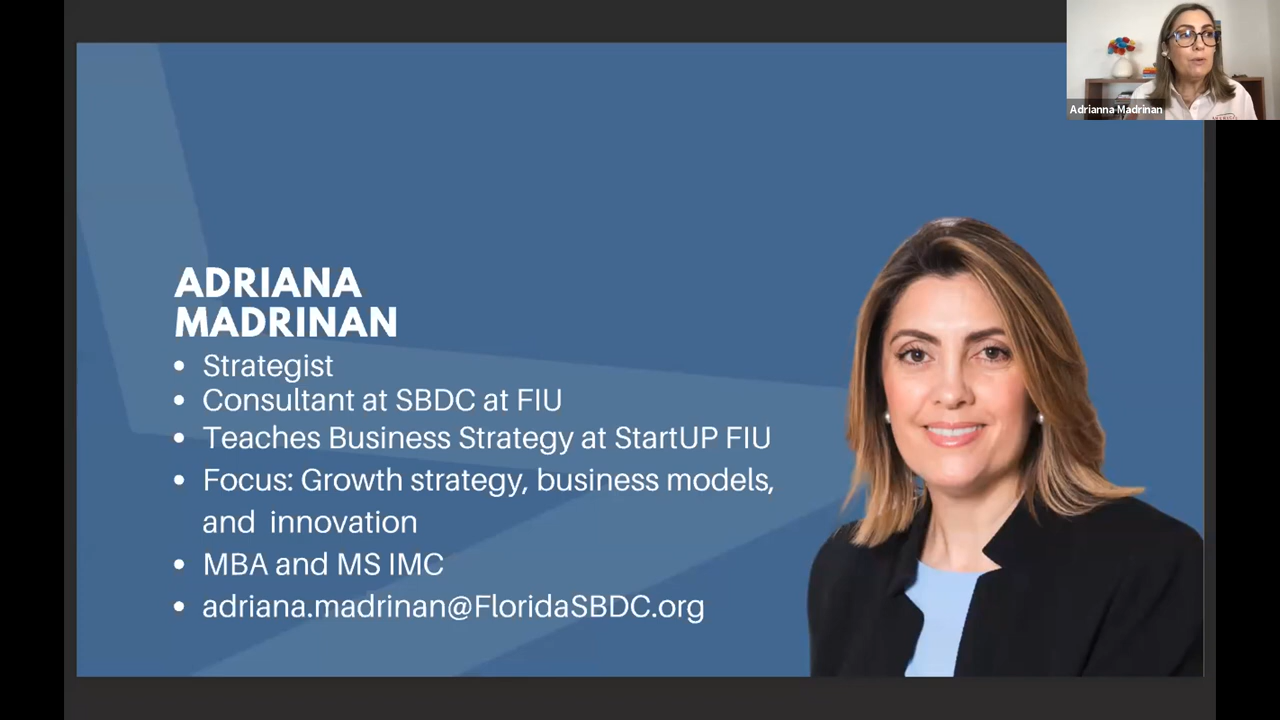 Adrianna Madrinan
ADRIANA
MADRINAN
• Strategist
• Consultant at SBDC at FIU
• Teaches Business Strategy at StartUP FIU
• Focus: Growth strategy, business models,
and innovation
• MBA and MS IMC
• adriana.madrinan@FloridaSBDC.org